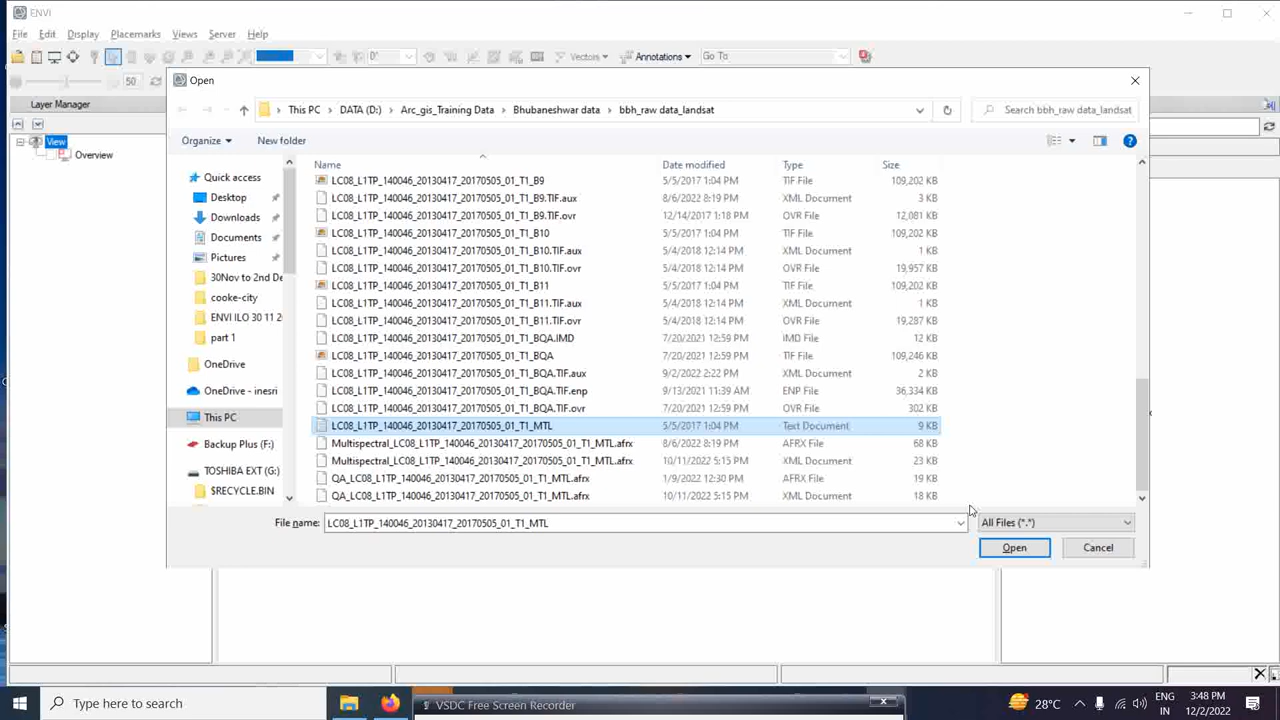 ENVI
File Edit Display Placemarks Views Server Help
50 0° Vectors Annotations Go To
Open
Layer Manager
This PC > DATA (D:) > Arc_gis_Training Data > Bhubaneshwar data > bbh_raw data_landsat
Search bbh_raw data_landsat
Organize New folder
View
Overview
Quick access
Desktop
Downloads
Documents
Pictures
30Nov to 2nd De
cooke-city
ENVI ILO 30 11 2
part 1
OneDrive
OneDrive - inesri
This PC
Backup Plus (F:)
TOSHIBA EXT (G:)
$RECYCLE.BIN
Name Date modified Type Size
LC08_L1TP_140046_20130417_20170505_01_T1_B9 5/5/2017 1:04 PM TIF File 109,202 KB
LC08_L1TP_140046_20130417_20170505_01_T1_B9.TIF.aux 8/6/2022 8:19 PM XML Document 3 KB
LC08_L1TP_140046_20130417_20170505_01_T1_B9.TIF.ovr 12/14/2017 1:18 PM OVR File 12,081 KB
LC08_L1TP_140046_20130417_20170505_01_T1_B10 5/5/2017 1:04 PM TIF File 109,202 KB
LC08_L1TP_140046_20130417_20170505_01_T1_B10.TIF.aux 5/4/2018 12:14 PM XML Document 1 KB
LC08_L1TP_140046_20130417_20170505_01_T1_B10.TIF.ovr 5/4/2018 12:14 PM OVR File 19,957 KB
LC08_L1TP_140046_20130417_20170505_01_T1_B11 5/5/2017 1:04 PM TIF File 109,202 KB
LC08_L1TP_140046_20130417_20170505_01_T1_B11.TIF.aux 5/4/2018 12:14 PM XML Document 1 KB
LC08_L1TP_140046_20130417_20170505_01_T1_B11.TIF.ovr 5/4/2018 12:14 PM OVR File 19,287 KB
LC08_L1TP_140046_20130417_20170505_01_T1_BQA.IMD 7/20/2021 12:59 PM IMD File 12 KB
LC08_L1TP_140046_20130417_20170505_01_T1_BQA 7/20/2021 12:59 PM TIF File 109,246 KB
LC08_L1TP_140046_20130417_20170505_01_T1_BQA.TIF.aux 9/2/2022 2:22 PM XML Document 2 KB
LC08_L1TP_140046_20130417_20170505_01_T1_BQA.TIF.enp 9/13/2021 11:39 AM ENP File 36,334 KB
LC08_L1TP_140046_20130417_20170505_01_T1_BQA.TIF.ovr 7/20/2021 12:59 PM OVR File 302 KB
LC08_L1TP_140046_20130417_20170505_01_T1_MTL 5/5/2017 1:04 PM Text Document 9 KB
Multispectral_LC08_L1TP_140046_20130417_20170505_01_T1_MTL.afrx 8/6/2022 8:19 PM AFRX File 68 KB
Multispectral_LC08_L1TP_140046_20130417_20170505_01_T1_MTL.afrx 10/11/2022 5:15 PM XML Document 23 KB
QA_LC08_L1TP_140046_20130417_20170505_01_T1_MTL.afrx 1/9/2022 12:30 PM AFRX File 19 KB
QA_LC08_L1TP_140046_20130417_20170505_01_T1_MTL.afrx 10/11/2022 5:15 PM XML Document 18 KB
File name: LC08_L1TP_140046_20130417_20170505_01_T1_MTL All Files (*.*)
Open Cancel
Type here to search
VSDC Free Screen Recorder
28°C
ENG
IN
3:48 PM
12/2/2022